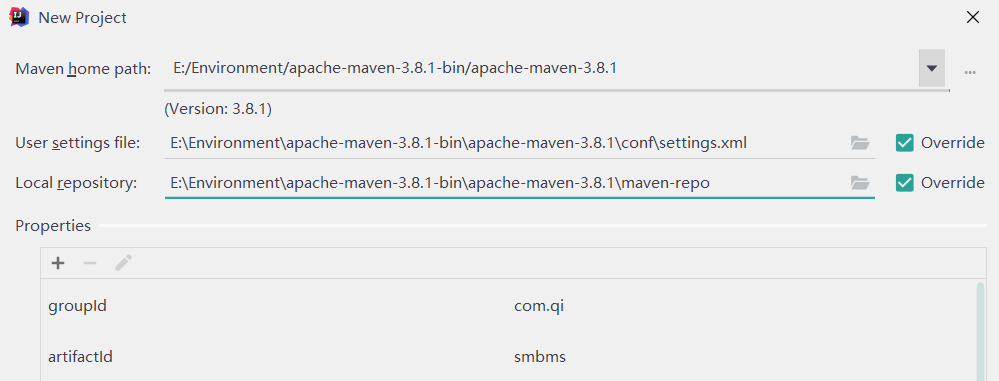 New Project
Maven home path: E:/Environment/apache-maven-3.8.1-bin/apache-maven-3.8.1
(Version: 3.8.1)
User settings file: E:\Environment\apache-maven-3.8.1-bin\apache-maven-3.8.1\conf\settings.xml Override
Local repository: E:\Environment\apache-maven-3.8.1-bin\apache-maven-3.8.1\maven-repo Override
Properties
groupId com.qi
artifactId smbms